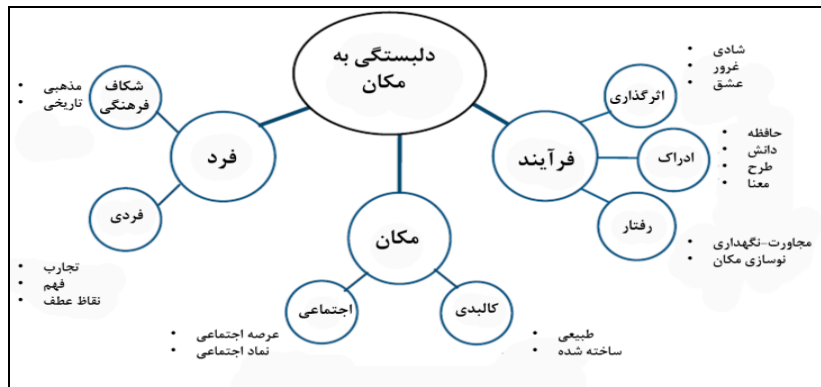 دلبستگی به
مکان
فرآیند
اثرگذاری
شادی
غرور
عشق
ادراک
حافظه
دانش
طرح
معنا
رفتار
مجاورت-نگهداری
نوسازی مکان
مکان
کالبدی
طبیعی
ساخته شده
اجتماعی
عرصه اجتماعی
نماد اجتماعی
فرد
شکاف
فرهنگی
مذهبی
تاریخی
فردی
تجارب
فهم
نقاظ عطف